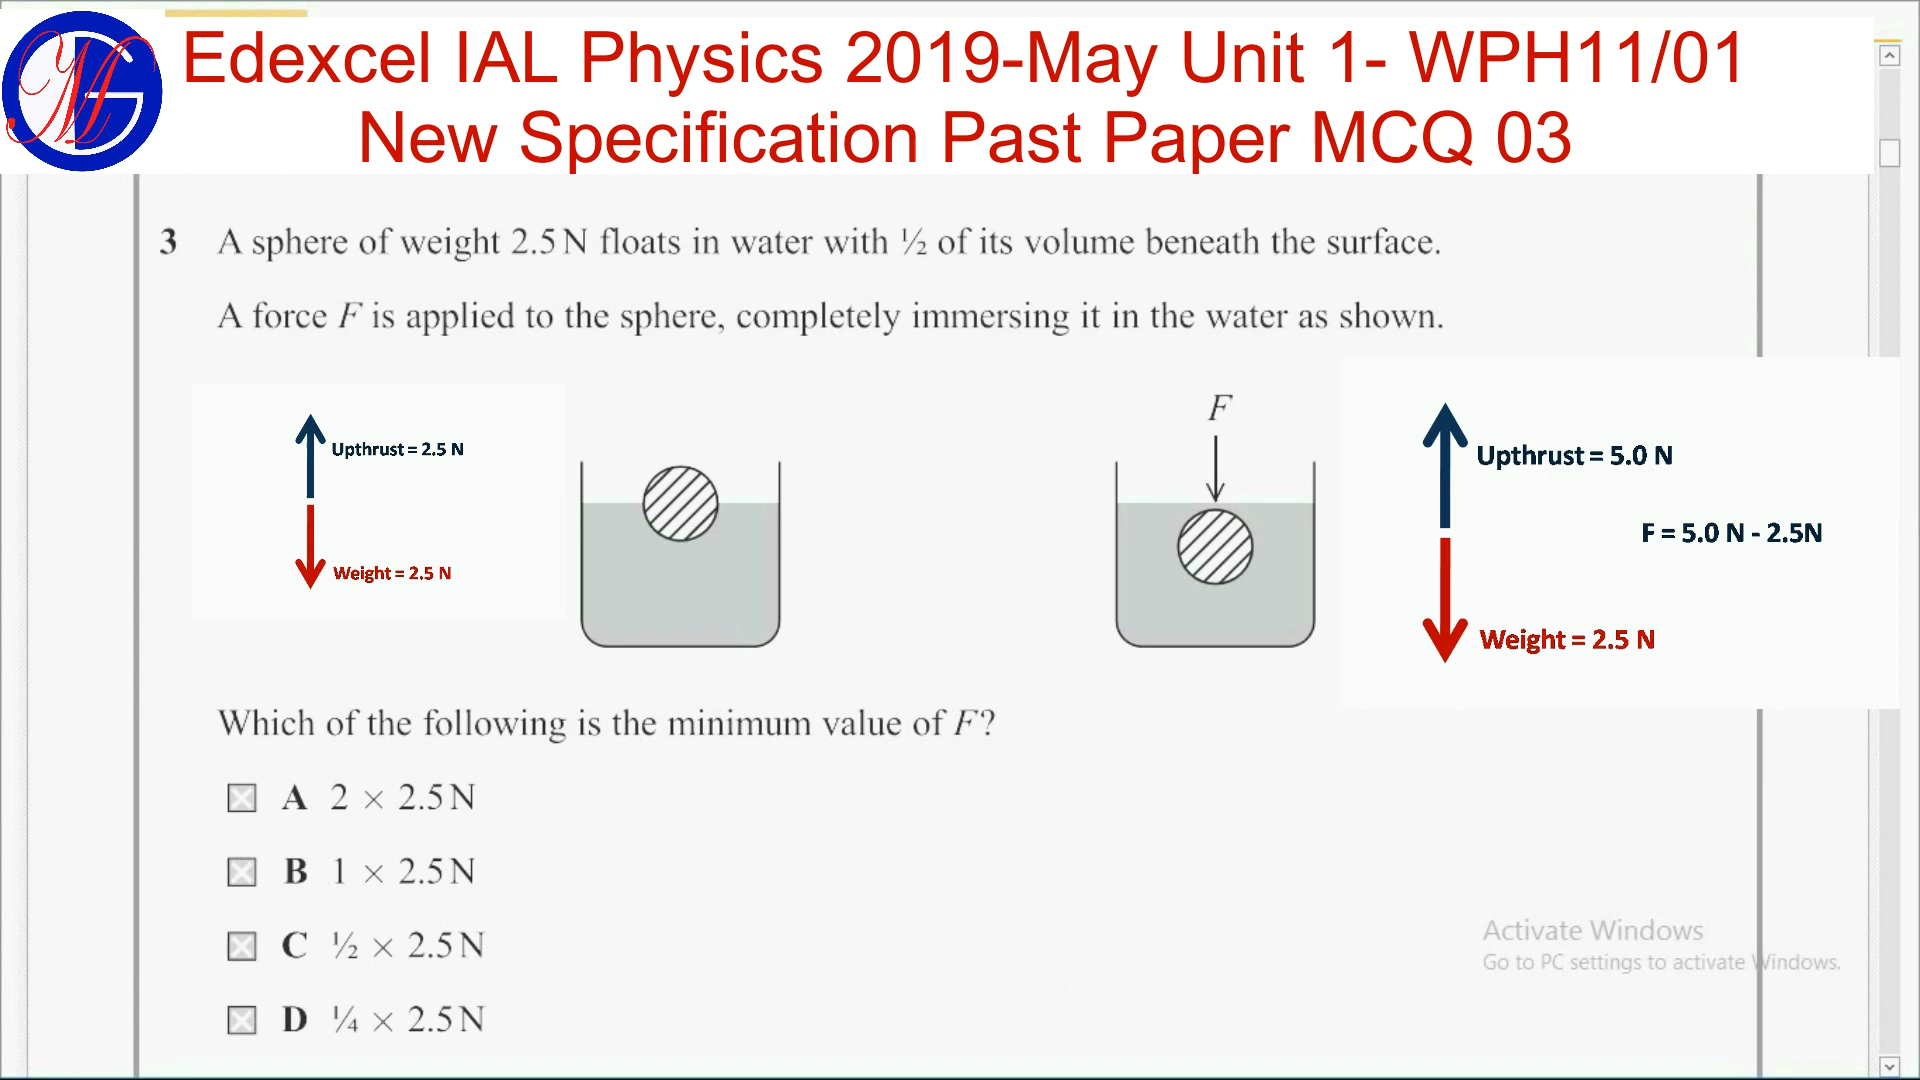 Edexcel IAL Physics 2019-May Unit 1- WPH11/01
New Specification Past Paper MCQ 03
3 A sphere of weight 2.5 N floats in water with ½ of its volume beneath the surface.
A force F is applied to the sphere, completely immersing it in the water as shown.
Upthrust = 2.5 N
Weight = 2.5 N
F
Upthrust = 5.0 N
F = 5.0 N - 2.5N
Weight = 2.5 N
Which of the following is the minimum value of F?
A 2 × 2.5 N
B 1 × 2.5 N
C ½ × 2.5 N
D ¼ × 2.5 N
Activate Windows
Go to PC settings to activate Windows.